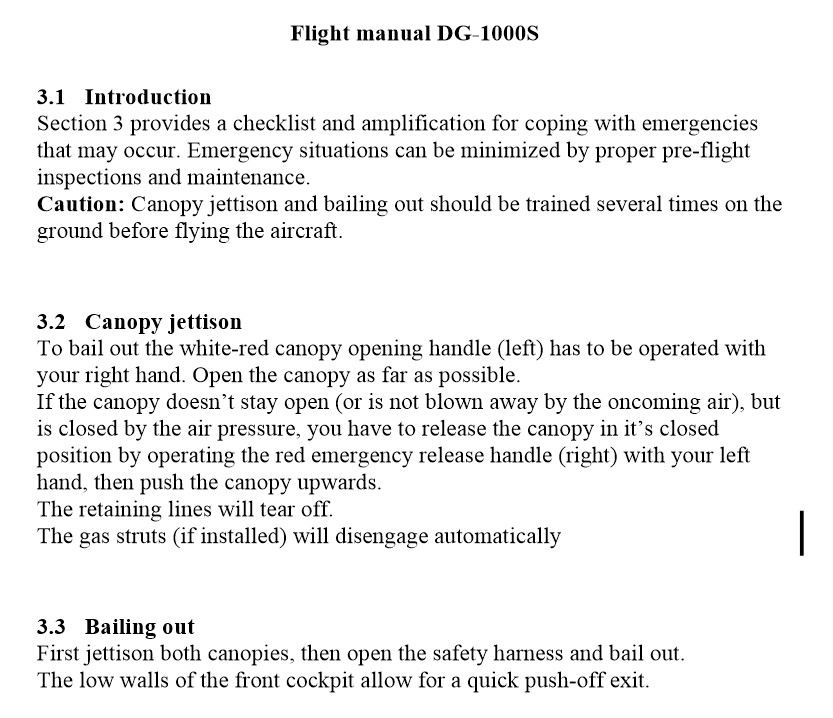 Flight manual DG-1000S
3.1 Introduction
Section 3 provides a checklist and amplification for coping with emergencies
that may occur. Emergency situations can be minimized by proper pre-flight
inspections and maintenance.
Caution: Canopy jettison and bailing out should be trained several times on the
ground before flying the aircraft.
3.2 Canopy jettison
To bail out the white-red canopy opening handle (left) has to be operated with
your right hand. Open the canopy as far as possible.
If the canopy doesn't stay open (or is not blown away by the oncoming air), but
is closed by the air pressure, you have to release the canopy in it's closed
position by operating the red emergency release handle (right) with your left
hand, then push the canopy upwards.
The retaining lines will tear off.
The gas struts (if installed) will disengage automatically
3.3 Bailing out
First jettison both canopies, then open the safety harness and bail out.
The low walls of the front cockpit allow for a quick push-off exit.